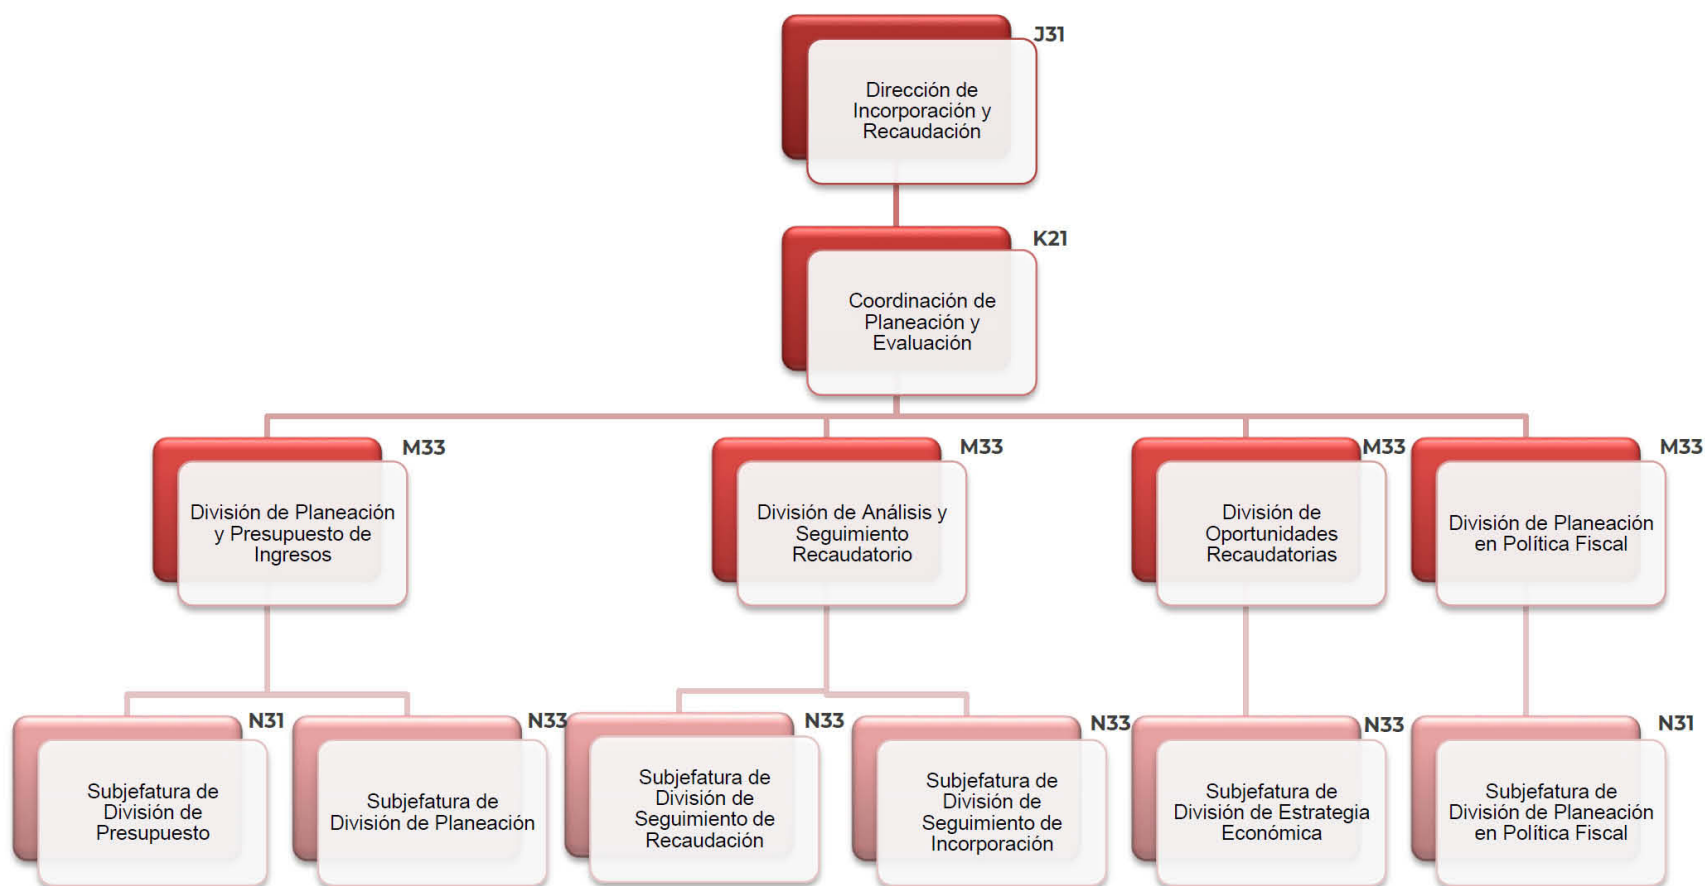 J31
Dirección de
Incorporación y
Recaudación
K21
Coordinación de
Planeación y
Evaluación
M33
División de Planeación
y Presupuesto de
Ingresos
M33
División de Análisis y
Seguimiento
Recaudatorio
M33
División de
Oportunidades
Recaudatorias
M33
División de Planeación
en Política Fiscal
N31
Subjefatura de
División de
Presupuesto
N33
Subjefatura de
División de Planeación
N33
Subjefatura de
División de
Seguimiento de
Recaudación
N33
Subjefatura de
División de
Seguimiento de
Incorporación
N33
Subjefatura de
División de Estrategia
Económica
N31
Subjefatura de
División de Planeación
en Política Fiscal